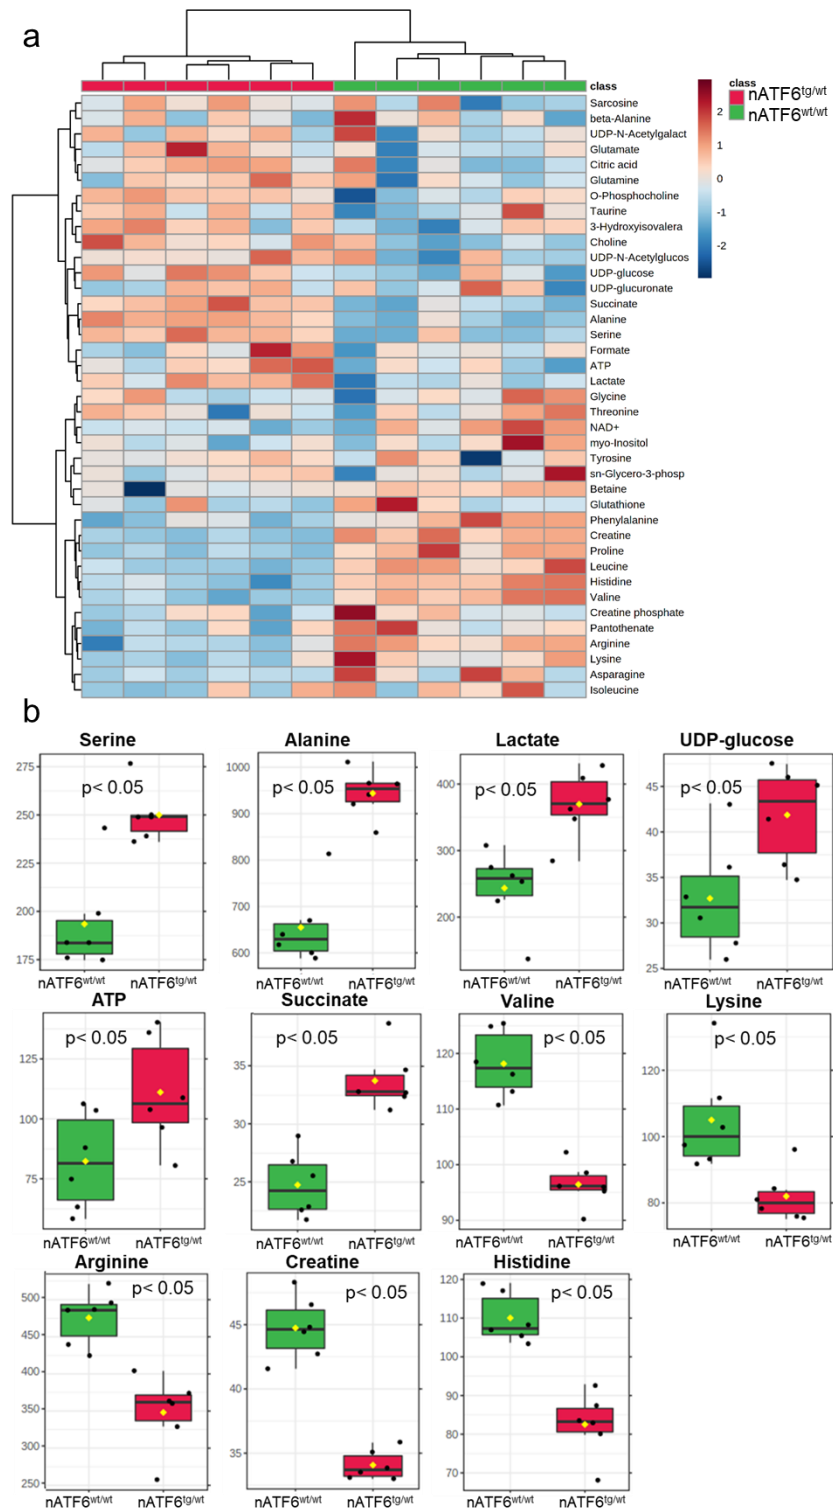 a
class
class
nATF6tg/wt
nATF6wt/wt
2
1
0
-1
-2
Sarcosine
beta-Alanine
UDP-N-Acetylgalact
Glutamate
Citric acid
Glutamine
O-Phosphocholine
Taurine
3-Hydroxyisovalera
Choline
UDP-N-Acetylglucos
UDP-glucose
UDP-glucuronate
Succinate
Alanine
Serine
Formate
ATP
Lactate
Glycine
Threonine
NAD+
myo-Inositol
Tyrosine
sn-Glycero-3-phosp
Betaine
Glutathione
Phenylalanine
Creatine
Proline
Leucine
Histidine
Valine
Creatine phosphate
Pantothenate
Arginine
Lysine
Asparagine
Isoleucine
b
Serine
275
250
225
200
175
p< 0.05
nATF6wt/wt
nATF6tg/wt
Alanine
1000
900
800
700
600
p< 0.05
nATF6wt/wt
nATF6tg/wt
Lactate
400
300
200
p< 0.05
nATF6wt/wt
nATF6tg/wt
UDP-glucose
45
40
35
30
25
p< 0.05
nATF6wt/wt
nATF6tg/wt
ATP
125
100
75
p< 0.05
nATF6wt/wt
nATF6tg/wt
Succinate
35
30
25
p< 0.05
nATF6wt/wt
nATF6tg/wt
Valine
120
110
100
90
p< 0.05
nATF6wt/wt
nATF6tg/wt
Lysine
120
100
80
p< 0.05
nATF6wt/wt
nATF6tg/wt
Arginine
500
450
400
350
300
250
p< 0.05
nATF6wt/wt
nATF6tg/wt
Creatine
45
40
35
p< 0.05
nATF6wt/wt
nATF6tg/wt
Histidine
120
110
100
90
80
70
p< 0.05
nATF6wt/wt
nATF6tg/wt